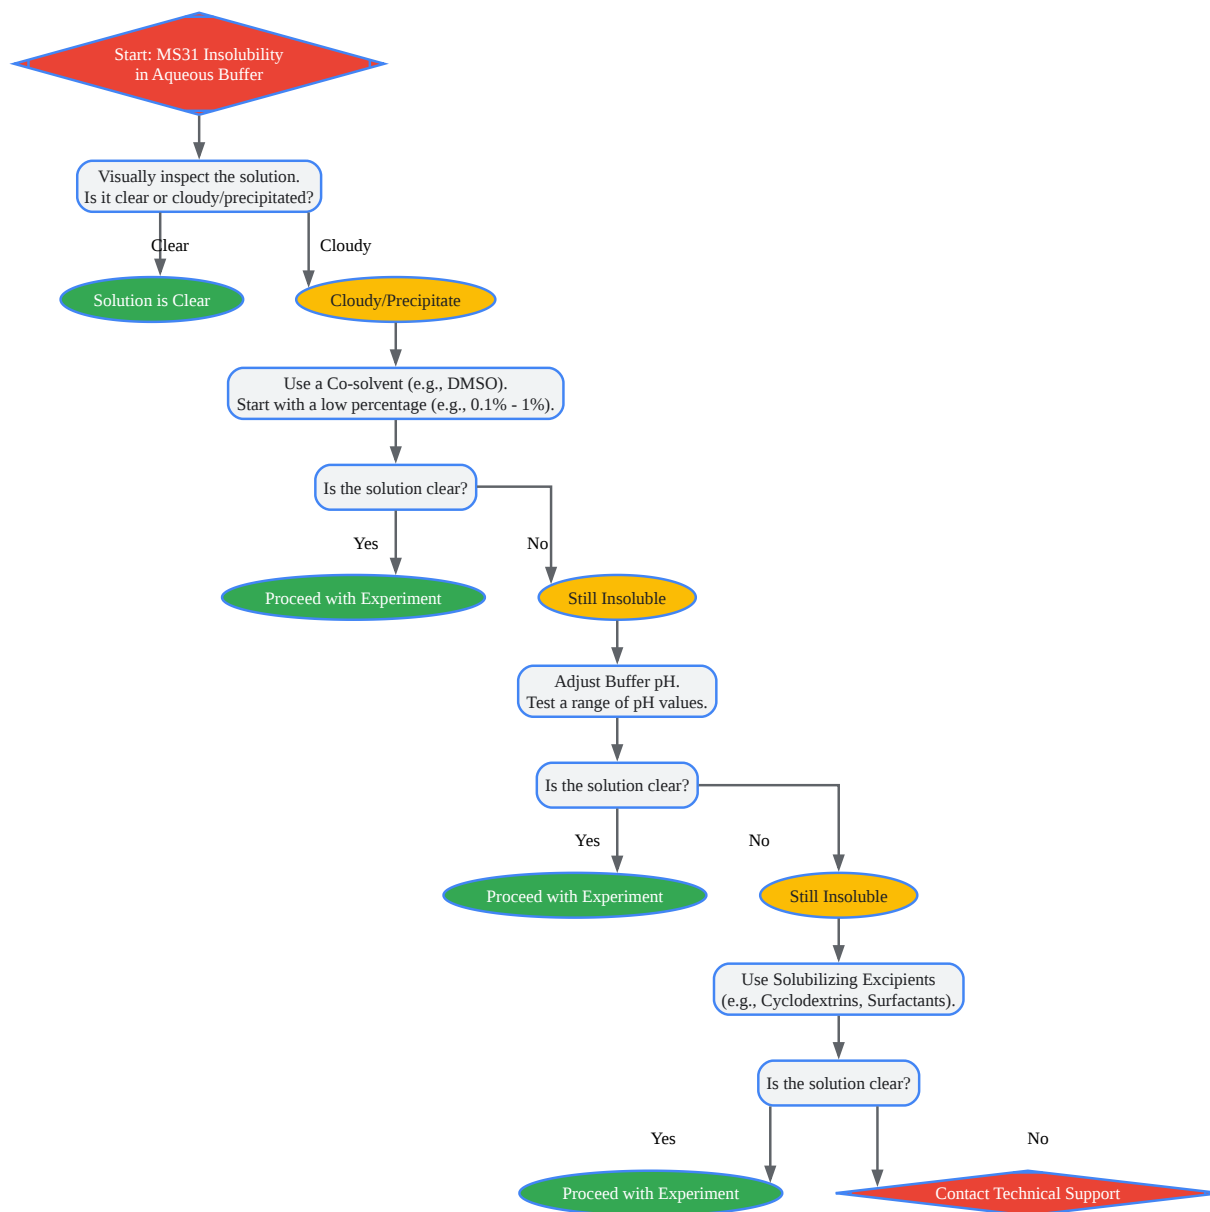 Start: MS31 Insolubility
in Aqueous Buffer
Visually inspect the solution.
Is it clear or cloudy/precipitated?
Clear
Cloudy
Solution is Clear
Cloudy/Precipitate
Use a Co-solvent (e.g., DMSO).
Start with a low percentage (e.g., 0.1% - 1%).
Is the solution clear?
Yes
No
Proceed with Experiment
Still Insoluble
Adjust Buffer pH.
Test a range of pH values.
Is the solution clear?
Yes
No
Proceed with Experiment
Still Insoluble
Use Solubilizing Excipients
(e.g., Cyclodextrins, Surfactants).
Is the solution clear?
Yes
No
Proceed with Experiment
Contact Technical Support